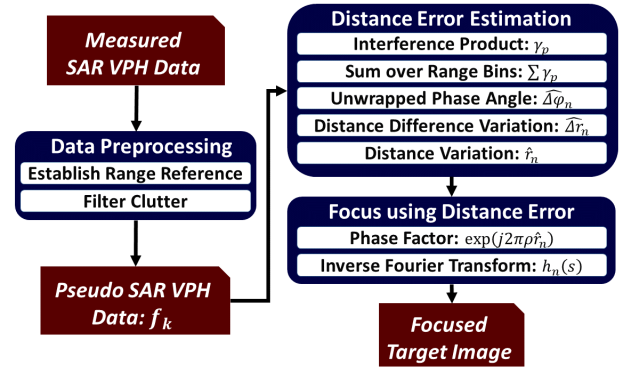 Measured
SAR VPH Data
Data Preprocessing
Establish Range Reference
Filter Clutter
Pseudo SAR VPH
Data: f_k
Distance Error Estimation
Interference Product: γ_p
Sum over Range Bins: ∑ γ_p
Unwrapped Phase Angle: \widehat{Δφ}_n
Distance Difference Variation: \widehat{Δr}_n
Distance Variation: r̂_n
Focus using Distance Error
Phase Factor: exp(j2πρr̂_n)
Inverse Fourier Transform: h_n(s)
Focused
Target Image